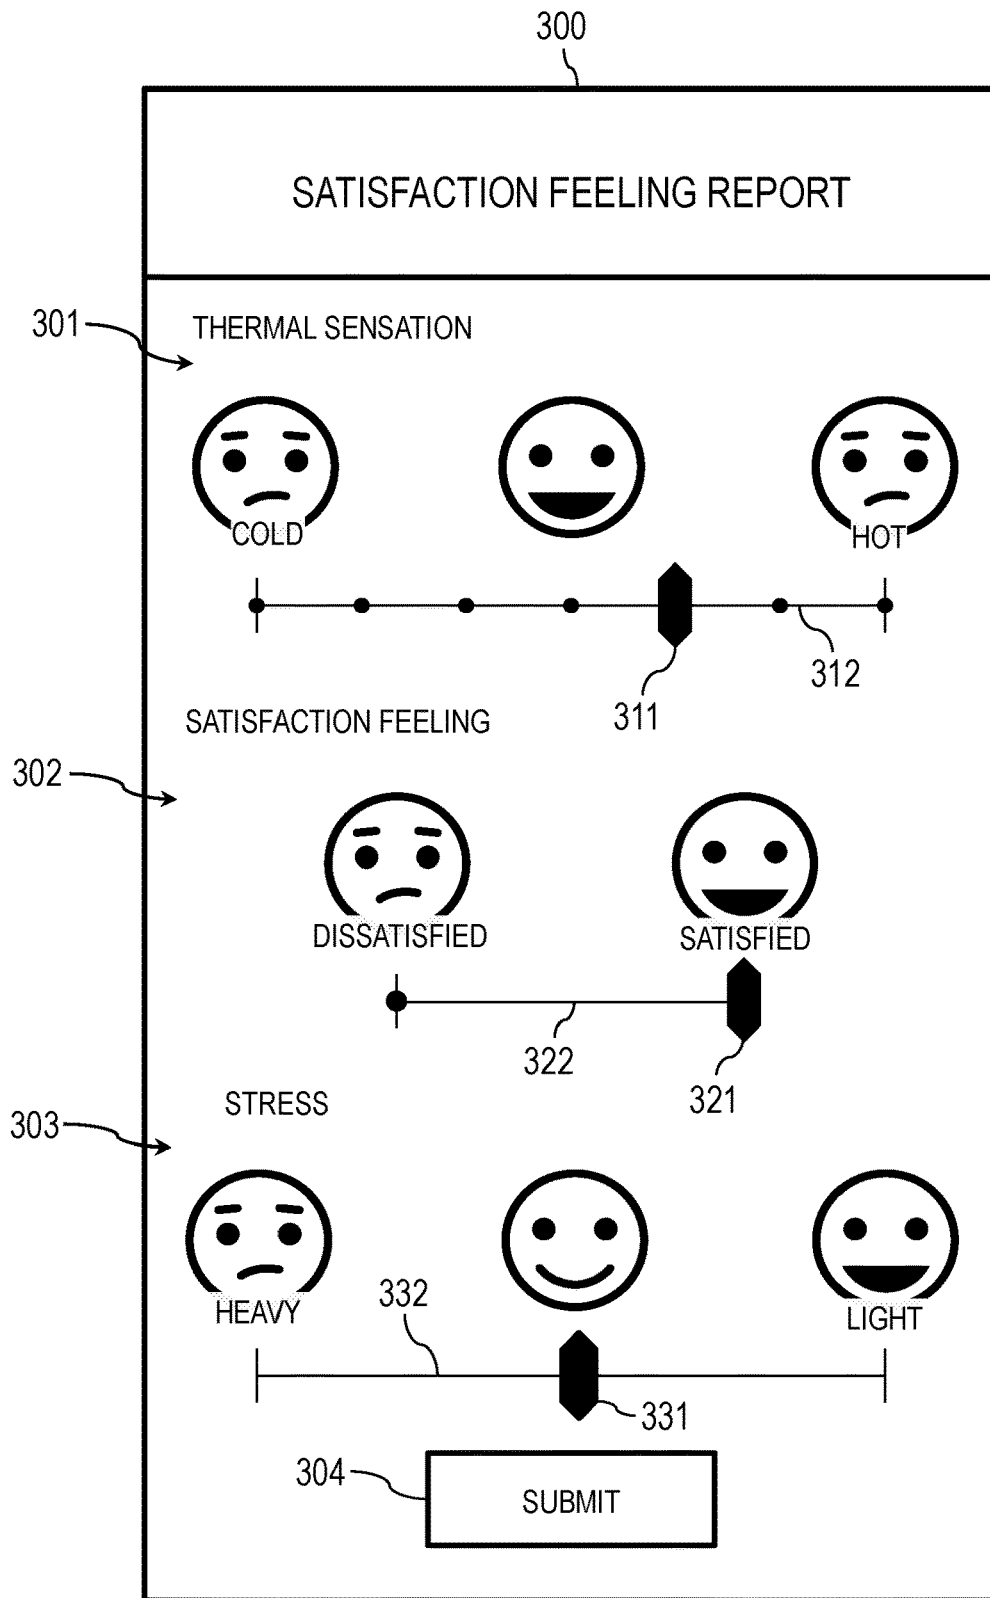 300
SATISFACTION FEELING REPORT
301
THERMAL SENSATION
COLD
HOT
312
311
SATISFACTION FEELING
302
DISSATISFIED
SATISFIED
322
321
STRESS
303
HEAVY
332
LIGHT
331
304
SUBMIT